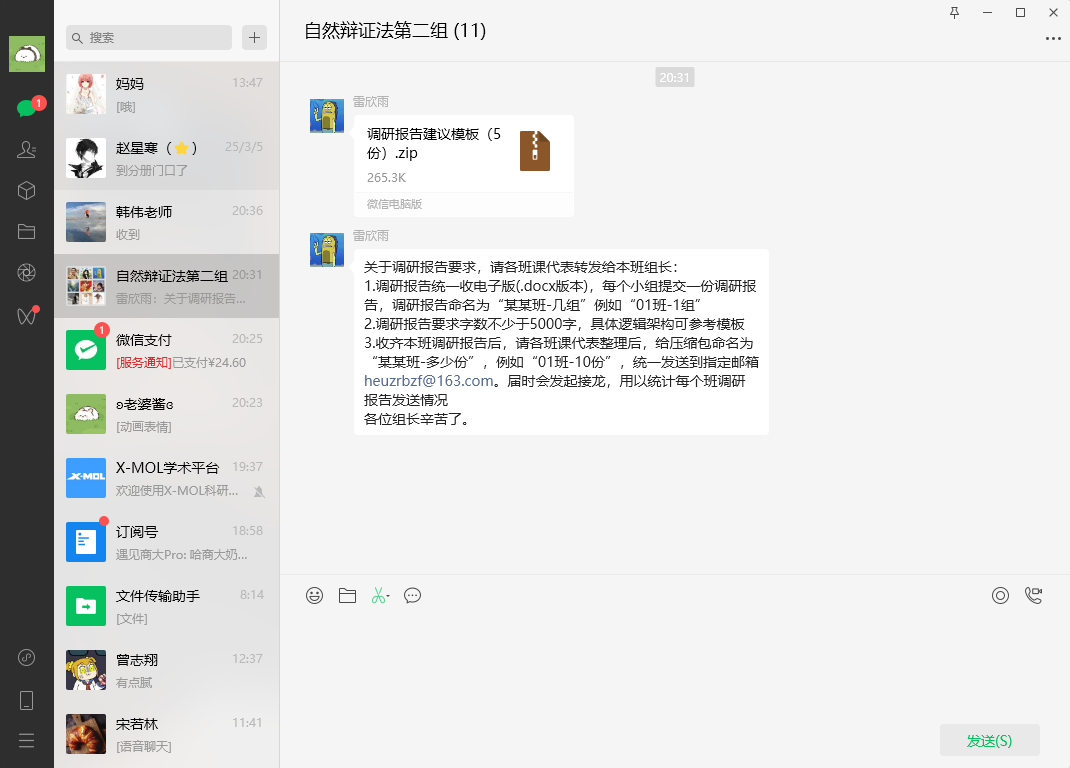 搜索
1
妈妈 13:47
[哦]
赵星寒（⭐） 25/3/5
到分册门口了
韩伟老师 20:36
收到
自然辩证法第二组 20:31
雷欣雨：关于调研报告...
1
微信支付 20:25
[服务通知]已支付¥24.60
ʚ老婆酱ɞ 20:23
[动画表情]
X-MOL
X-MOL学术平台 19:37
欢迎使用X-MOL科研...
订阅号 18:58
遇见商大Pro: 哈商大奶...
文件传输助手 8:14
[文件]
曾志翔 12:37
有点腻
宋若林 11:41
[语音聊天]
自然辩证法第二组 (11)
20:31
雷欣雨
调研报告建议模板（5
份）.zip
265.3K
微信电脑版
雷欣雨
关于调研报告要求，请各班课代表转发给本班组长：
1.调研报告统一收电子版(.docx版本)，每个小组提交一份调研报
告，调研报告命名为“某某班-几组”例如“01班-1组”
2.调研报告要求字数不少于5000字，具体逻辑架构可参考模板
3.收齐本班调研报告后，请各班课代表整理后，给压缩包命名为
“某某班-多少份”，例如“01班-10份”，统一发送到指定邮箱
heuzrbzf@163.com。届时会发起接龙，用以统计每个班调研
报告发送情况
各位组长辛苦了。
发送(S)